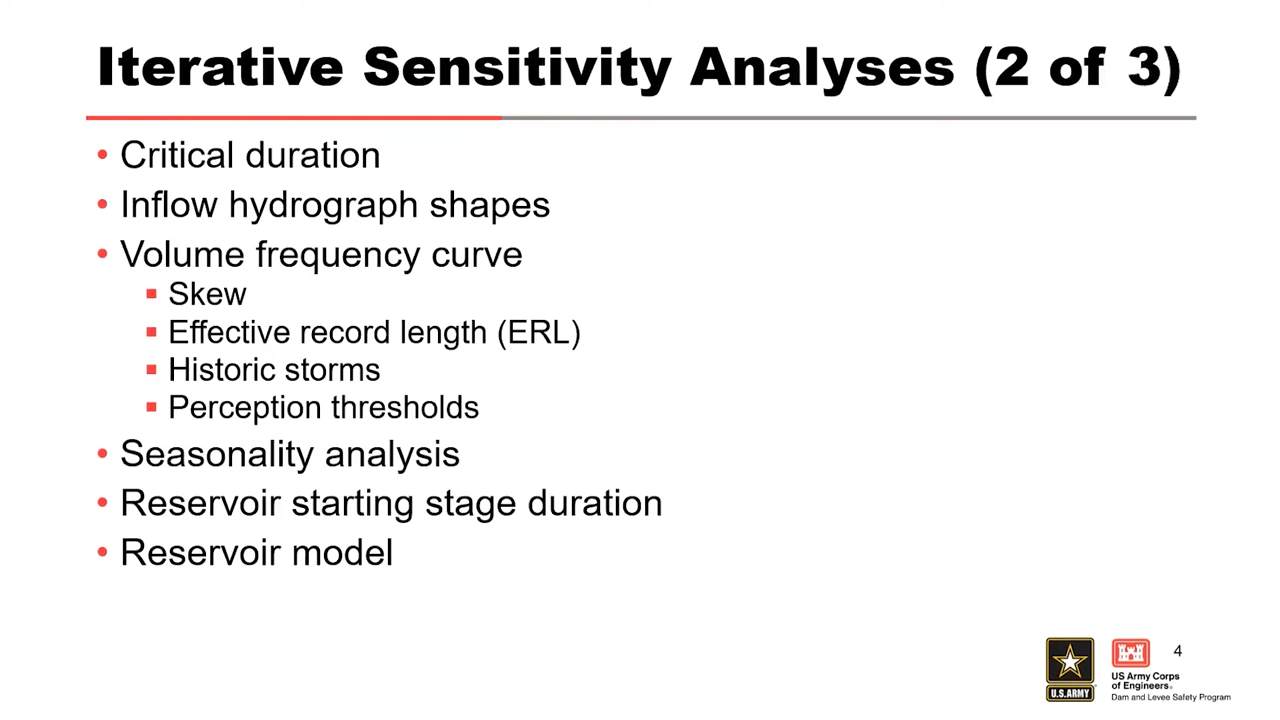 Iterative Sensitivity Analyses (2 of 3)
• Critical duration
• Inflow hydrograph shapes
• Volume frequency curve
▪ Skew
▪ Effective record length (ERL)
▪ Historic storms
▪ Perception thresholds
• Seasonality analysis
• Reservoir starting stage duration
• Reservoir model
4
U.S. ARMY
US Army Corps
of Engineers®
Dam and Levee Safety Program